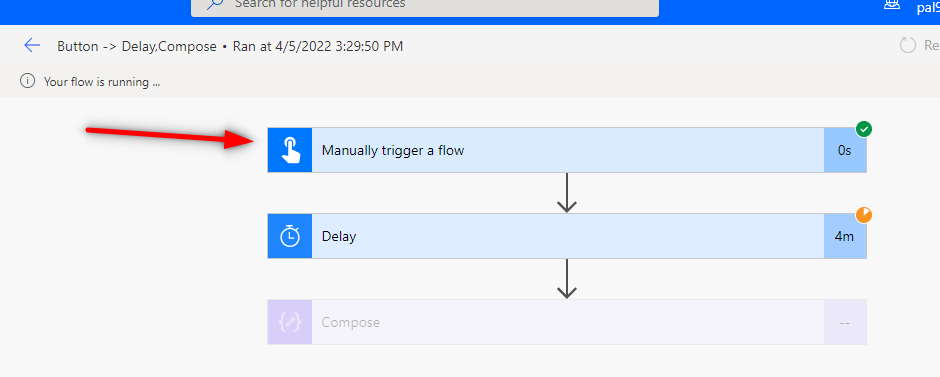 Search for helpful resources
pal9
Button -> Delay,Compose • Ran at 4/5/2022 3:29:50 PM
Re
Your flow is running ...
Manually trigger a flow
0s
Delay
4m
Compose
--